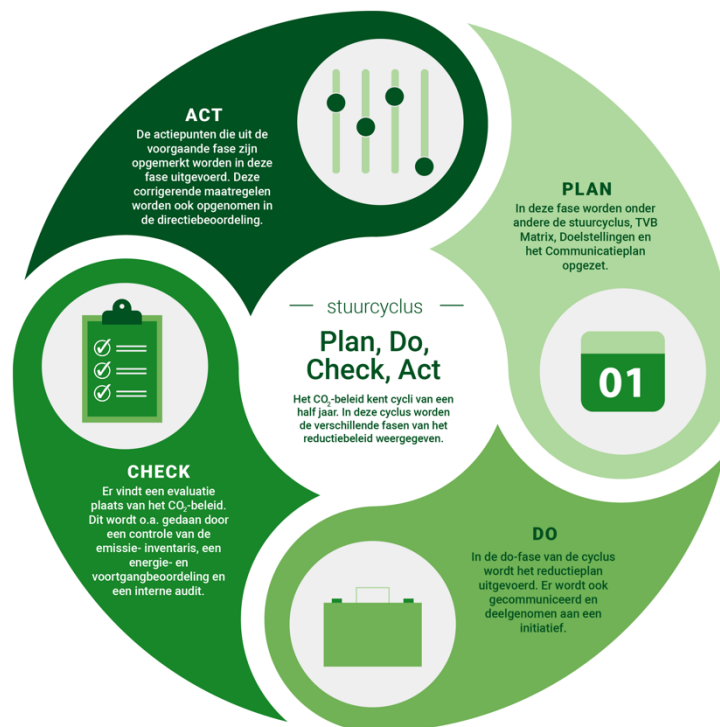 stuurcyclus
Plan, Do,
Check, Act
Het CO₂-beleid kent cycli van een
half jaar. In deze cyclus worden
de verschillende fasen van het
reductiebeleid weergegeven.
PLAN
In deze fase worden onder
andere de stuurcyclus, TVB
Matrix, Doelstellingen en
het Communicatieplan
opgezet.
01
DO
In de do-fase van de cyclus
wordt het reductieplan
uitgevoerd. Er wordt ook
gecommuniceerd en
deelgenomen aan een
initiatief.
CHECK
Er vindt een evaluatie
plaats van het CO₂-beleid.
Dit wordt o.a. gedaan door
een controle van de
emissie- inventaris, een
energie- en
voortgangbeoordeling en
een interne audit.
ACT
De actiepunten die uit de
voorgaande fase zijn
opgemerkt worden in deze
fase uitgevoerd. Deze
corrigerende maatregelen
worden ook opgenomen in
de directiebeoordeling.